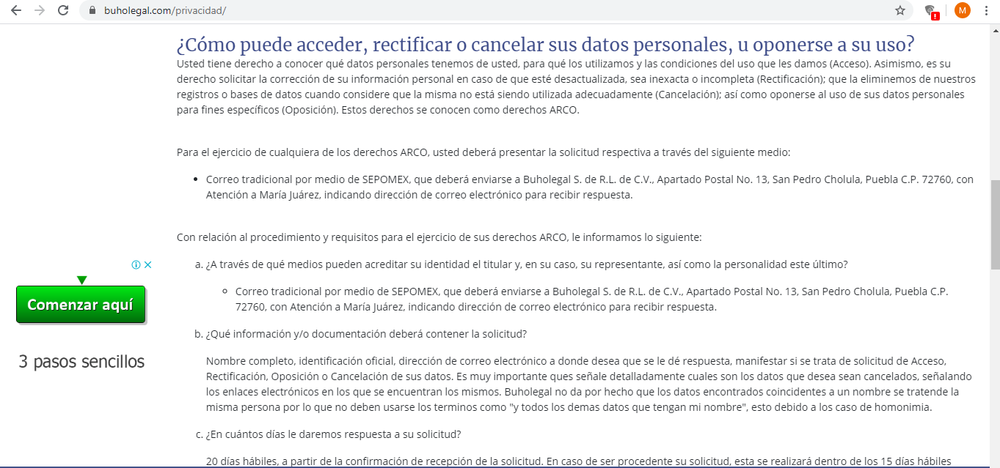 buholegal.com/privacidad/
M
¿Cómo puede acceder, rectificar o cancelar sus datos personales, u oponerse a su uso?
Usted tiene derecho a conocer qué datos personales tenemos de usted, para qué los utilizamos y las condiciones del uso que les damos (Acceso). Asimismo, es su
derecho solicitar la corrección de su información personal en caso de que esté desactualizada, sea inexacta o incompleta (Rectificación); que la eliminemos de nuestros
registros o bases de datos cuando considere que la misma no está siendo utilizada adecuadamente (Cancelación); así como oponerse al uso de sus datos personales
para fines específicos (Oposición). Estos derechos se conocen como derechos ARCO.
Para el ejercicio de cualquiera de los derechos ARCO, usted deberá presentar la solicitud respectiva a través del siguiente medio:
• Correo tradicional por medio de SEPOMEX, que deberá enviarse a Buholegal S. de R.L. de C.V., Apartado Postal No. 13, San Pedro Cholula, Puebla C.P. 72760, con
Atención a María Juárez, indicando dirección de correo electrónico para recibir respuesta.
Con relación al procedimiento y requisitos para el ejercicio de sus derechos ARCO, le informamos lo siguiente:
a. ¿A través de qué medios pueden acreditar su identidad el titular y, en su caso, su representante, así como la personalidad este último?
◦ Correo tradicional por medio de SEPOMEX, que deberá enviarse a Buholegal S. de R.L. de C.V., Apartado Postal No. 13, San Pedro Cholula, Puebla C.P.
72760, con Atención a María Juárez, indicando dirección de correo electrónico para recibir respuesta.
b. ¿Qué información y/o documentación deberá contener la solicitud?
Nombre completo, identificación oficial, dirección de correo electrónico a donde desea que se le dé respuesta, manifestar si se trata de solicitud de Acceso,
Rectificación, Oposición o Cancelación de sus datos. Es muy importante ques señale detalladamente cuales son los datos que desea sean cancelados, señalando
los enlaces electrónicos en los que se encuentran los mismos. Buholegal no da por hecho que los datos encontrados coincidentes a un nombre se tratende la
misma persona por lo que no deben usarse los terminos como "y todos los demas datos que tengan mi nombre", esto debido a los caso de homonimia.
c. ¿En cuántos días le daremos respuesta a su solicitud?
20 días hábiles, a partir de la confirmación de recepción de la solicitud. En caso de ser procedente su solicitud, esta se realizará dentro de los 15 días hábiles
Comenzar aquí
3 pasos sencillos